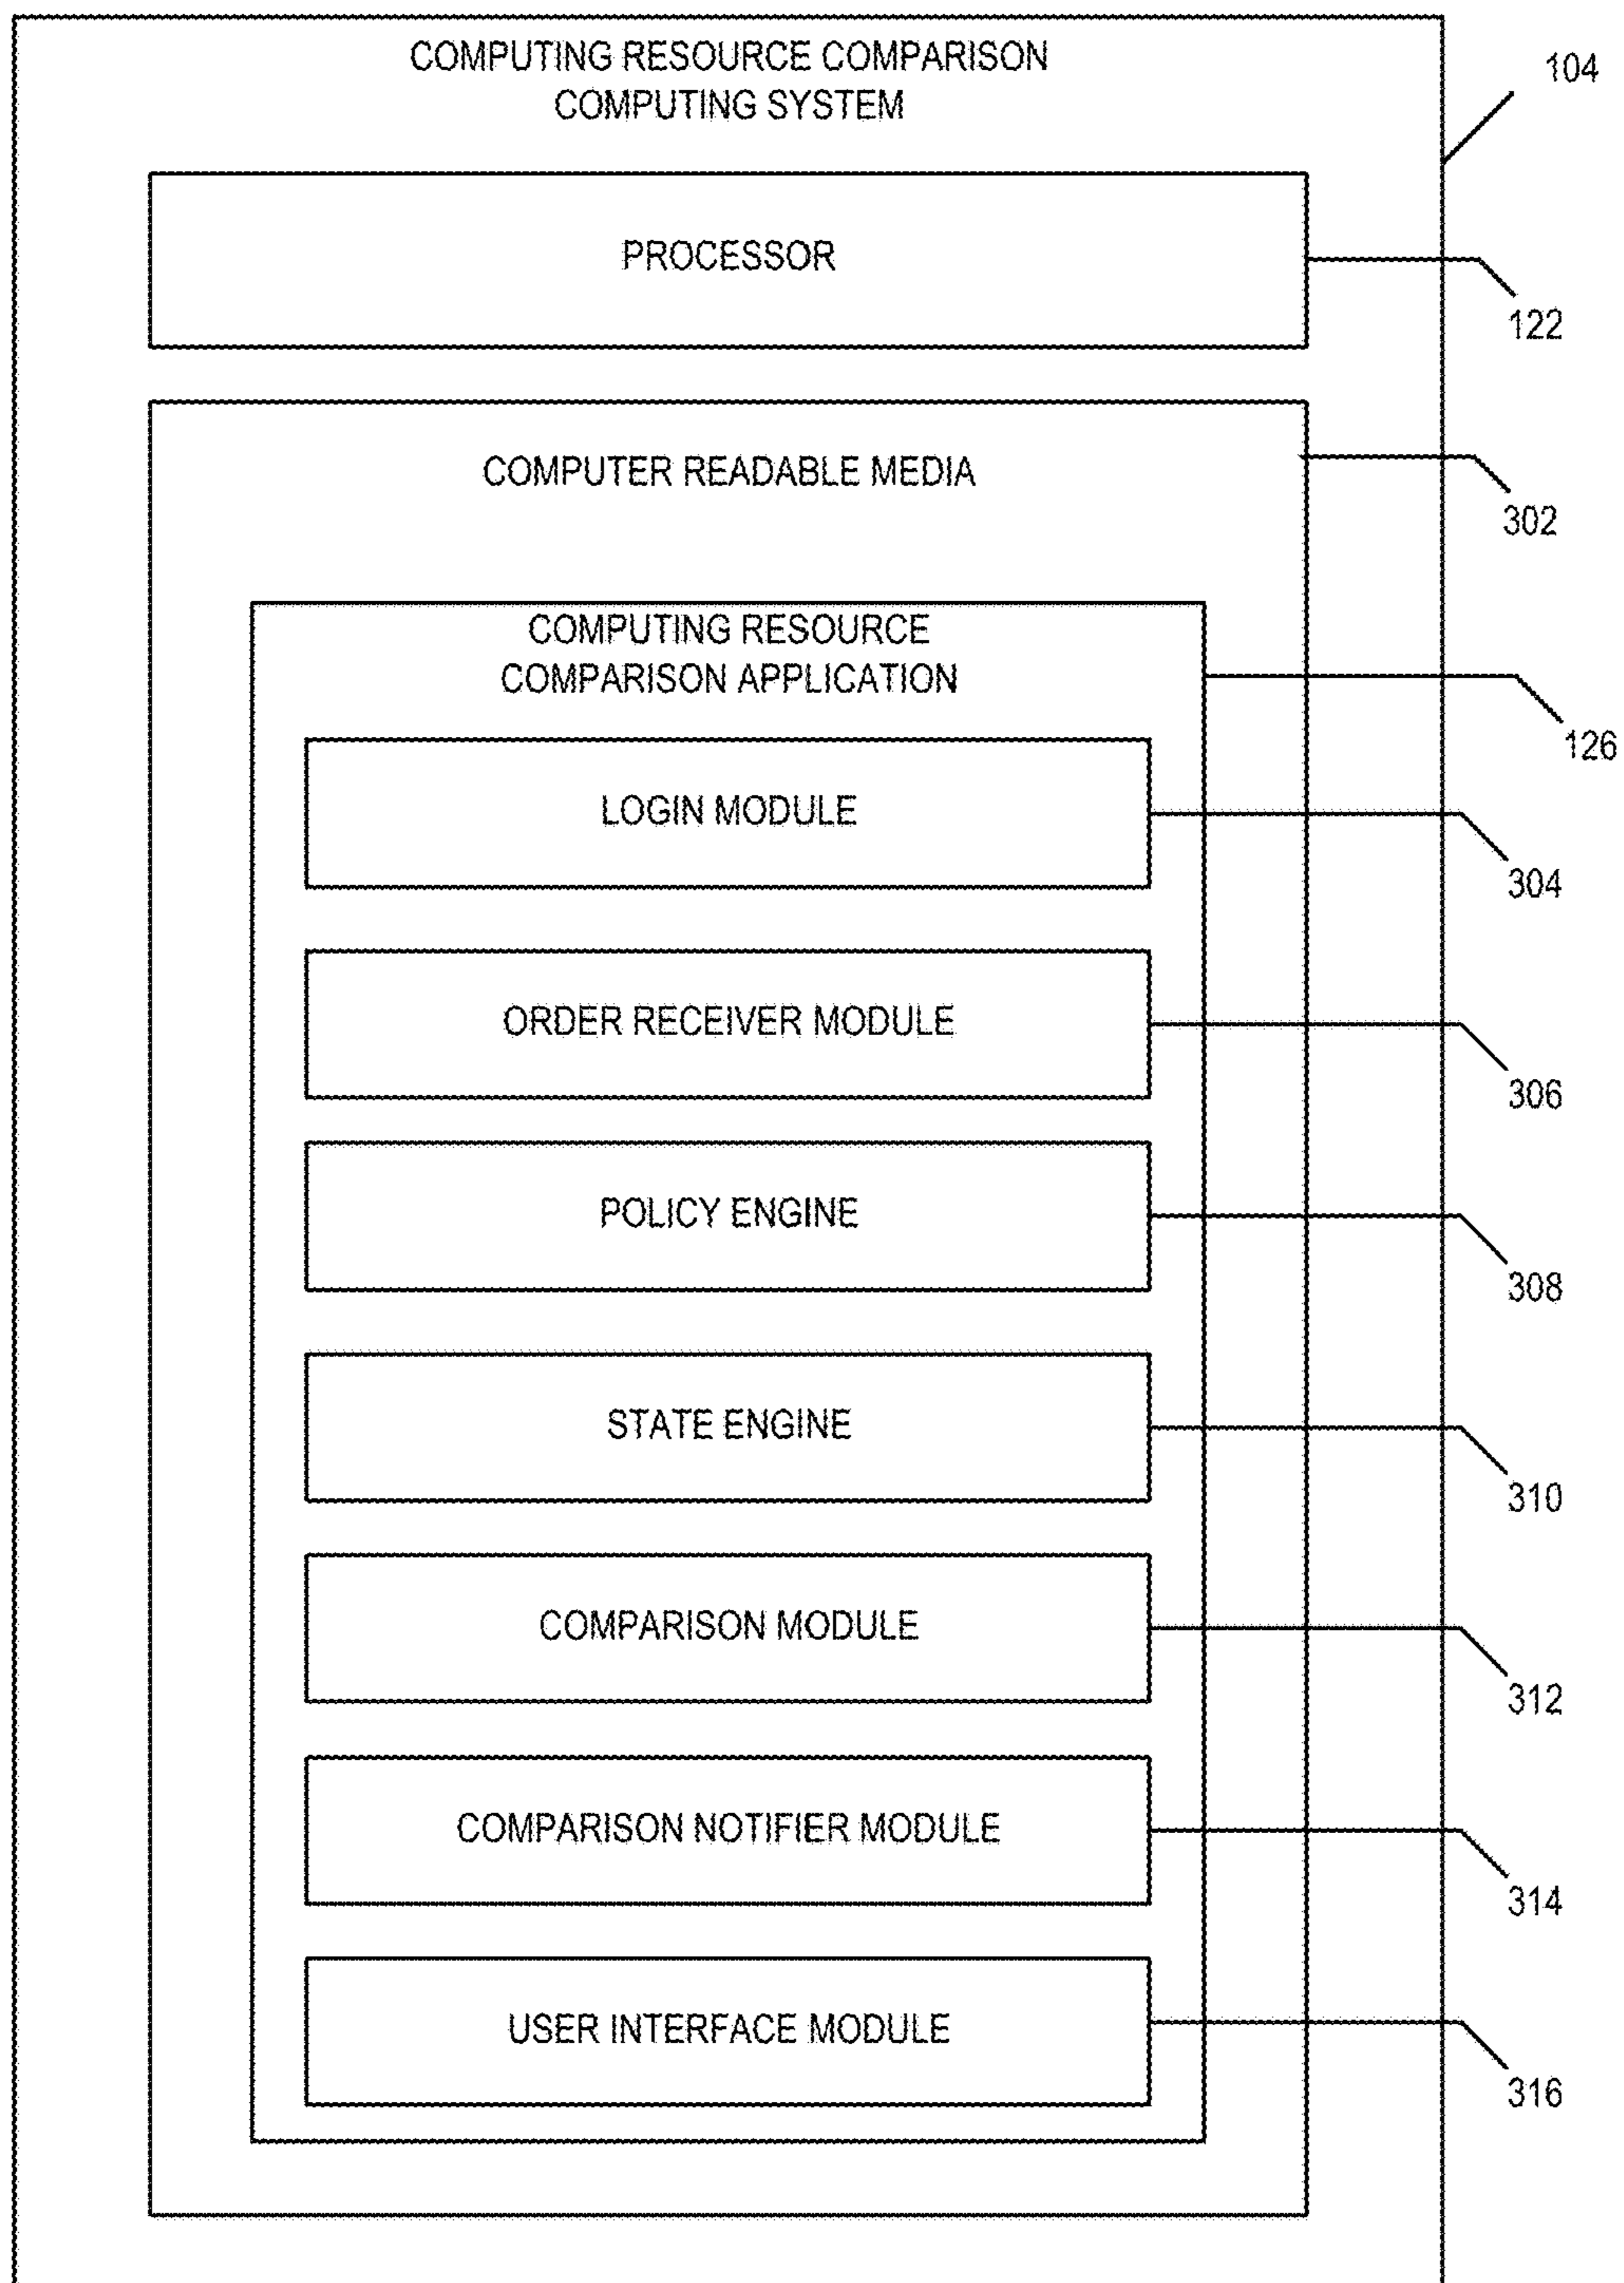 COMPUTING RESOURCE COMPARISON
COMPUTING SYSTEM
104
PROCESSOR
122
COMPUTER READABLE MEDIA
302
COMPUTING RESOURCE
COMPARISON APPLICATION
126
LOGIN MODULE
304
ORDER RECEIVER MODULE
306
POLICY ENGINE
308
STATE ENGINE
310
COMPARISON MODULE
312
COMPARISON NOTIFIER MODULE
314
USER INTERFACE MODULE
316